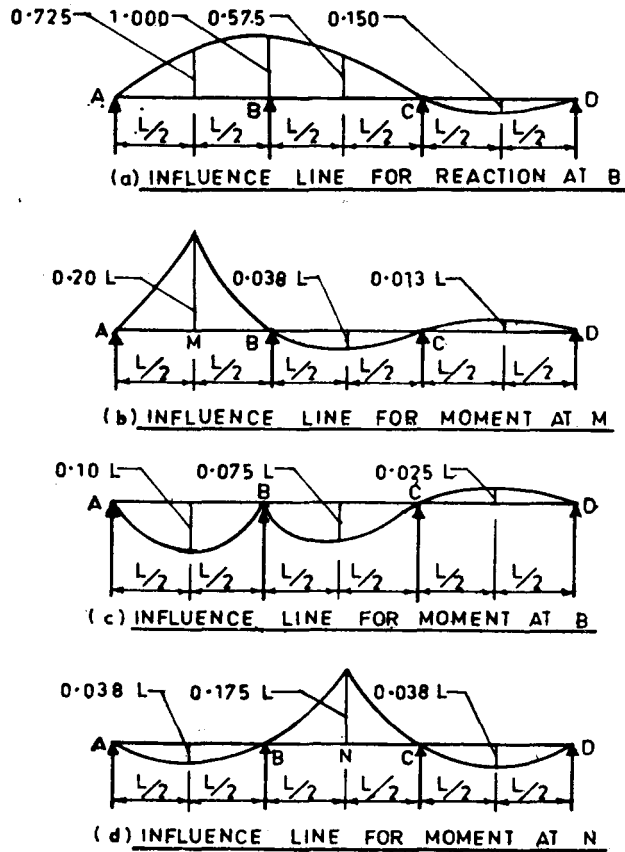 0.725 1.000 0.575 0.150
A B C D
L/2 L/2 L/2 L/2 L/2 L/2
(a) INFLUENCE LINE FOR REACTION AT B
0.20 L 0.038 L 0.013 L
A M B C D
L/2 L/2 L/2 L/2 L/2 L/2
(b) INFLUENCE LINE FOR MOMENT AT M
0.10 L 0.075 L 0.025 L
A B C D
L/2 L/2 L/2 L/2 L/2 L/2
(c) INFLUENCE LINE FOR MOMENT AT B
0.038 L 0.175 L 0.038 L
A B N C D
L/2 L/2 L/2 L/2 L/2 L/2
(d) INFLUENCE LINE FOR MOMENT AT N